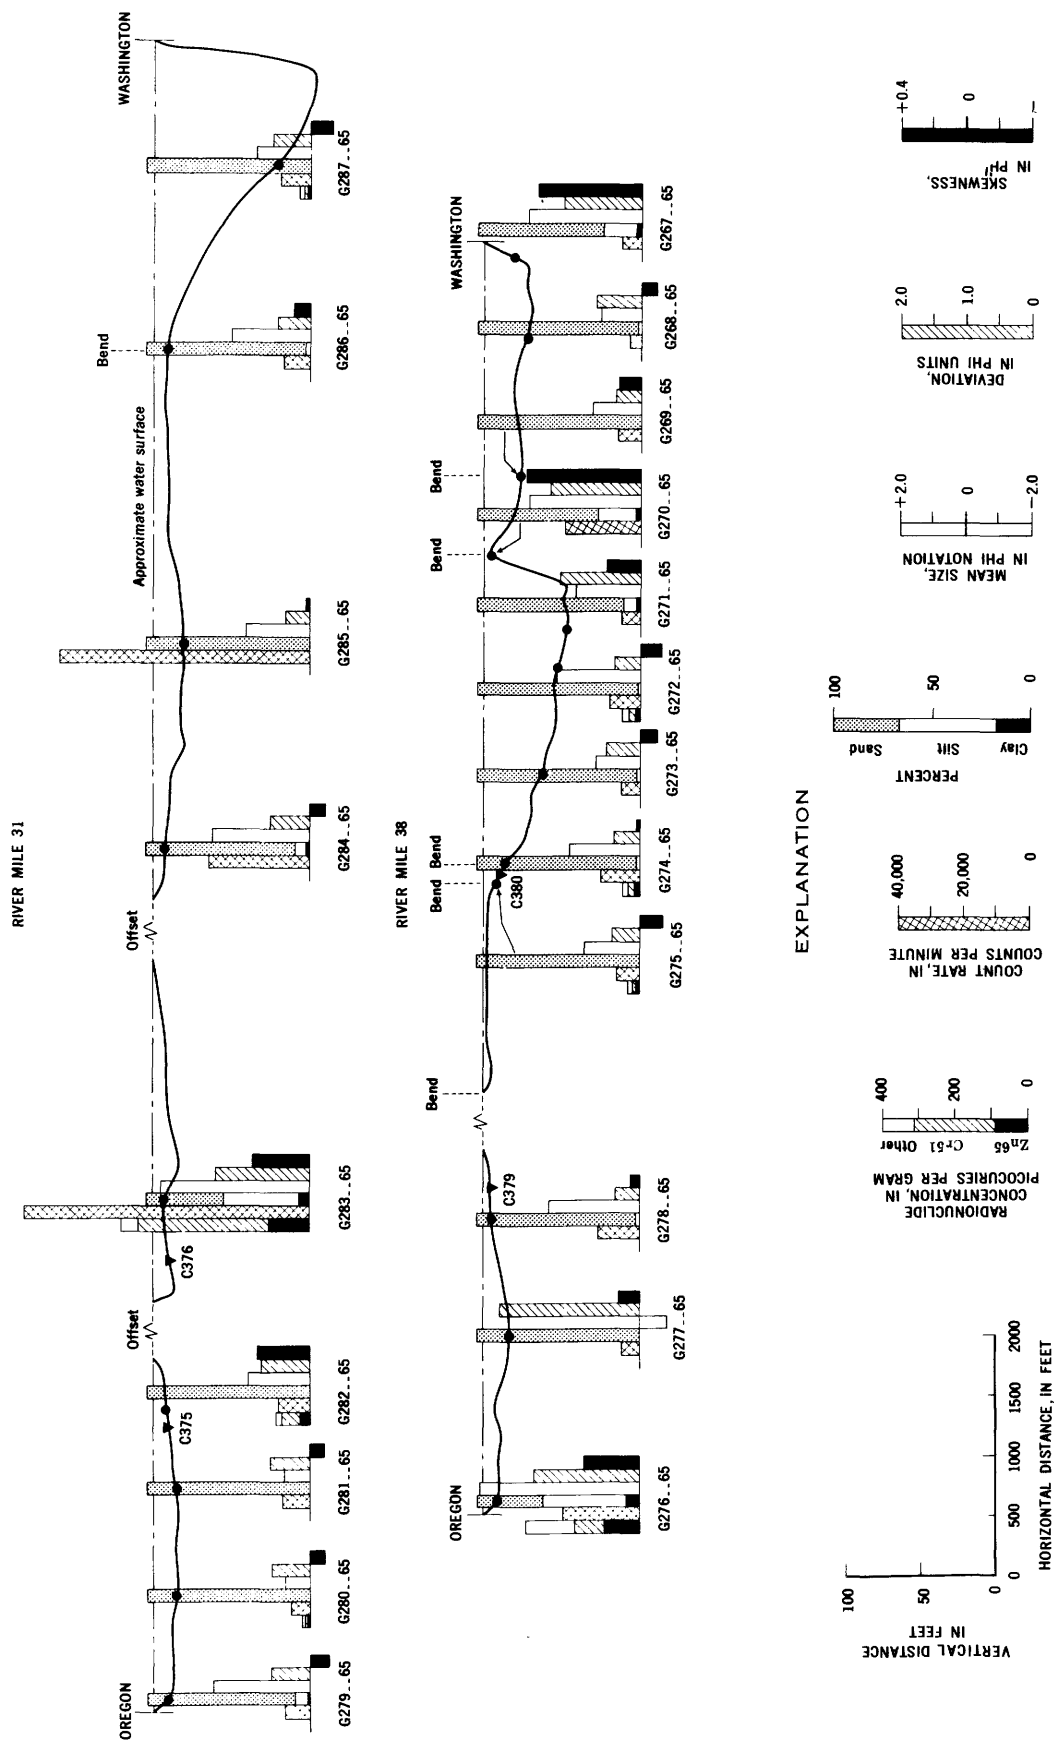 RIVER MILE 31
OREGON
Offset
Offset
Approximate water surface
Bend
WASHINGTON
C375
C376
G279--65
G280--65
G281--65
G282--65
G283--65
G284--65
G285--65
G286--65
G287--65
RIVER MILE 38
OREGON
Bend
Bend
Bend
Bend
Bend
WASHINGTON
C379
C380
G276--65
G277--65
G278--65
G275--65
G274--65
G273--65
G272--65
G271--65
G270--65
G269--65
G268--65
G267--65
EXPLANATION
VERTICAL DISTANCE
IN FEET
100
50
0
0
500
1000
1500
2000
HORIZONTAL DISTANCE, IN FEET
RADIONUCLIDE
CONCENTRATION, IN
PICOCURIES PER GRAM
Zn65 Cr51 Other
400
200
0
COUNT RATE, IN
COUNTS PER MINUTE
40,000
20,000
0
PERCENT
Clay
Silt
Sand
100
50
0
MEAN SIZE,
IN PHI NOTATION
+2.0
0
-2.0
DEVIATION,
IN PHI UNITS
2.0
1.0
0
SKEWNESS,
IN PHI
+0.4
0